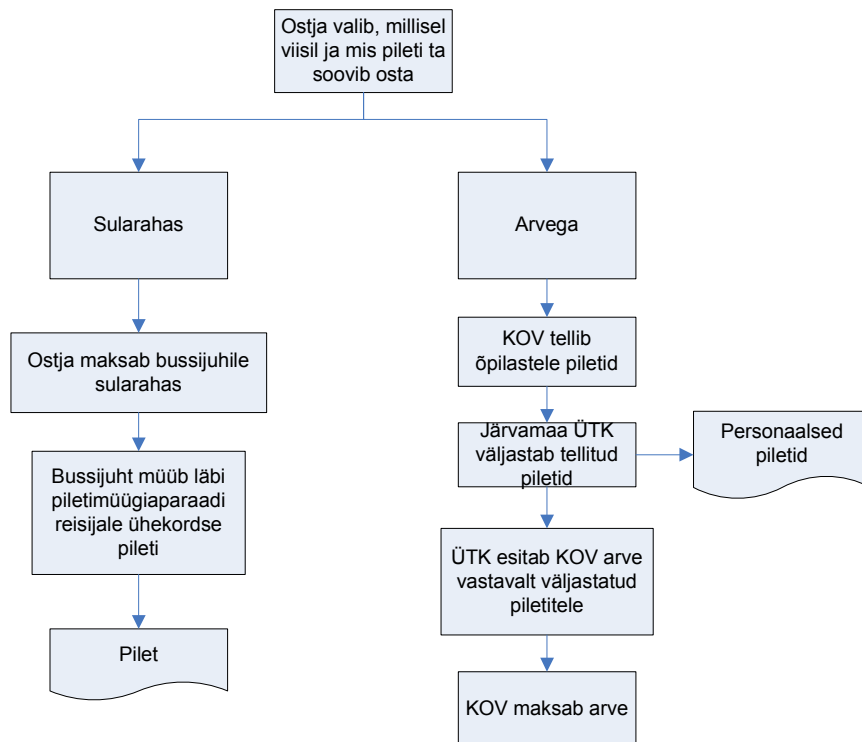 Ostja valib, millisel
viisil ja mis pileti ta
soovib osta
Sularahas
Arvega
Ostja maksab bussijuhile
sularahas
KOV tellib
õpilastele piletid
Bussijuht müüb läbi
piletimüügiaparaadi
reisijale ühekordse
pileti
Järvamaa ÜTK
väljastab tellitud
piletid
Personaalsed
piletid
ÜTK esitab KOV arve
vastavalt väljastatud
piletitele
Pilet
KOV maksab arve